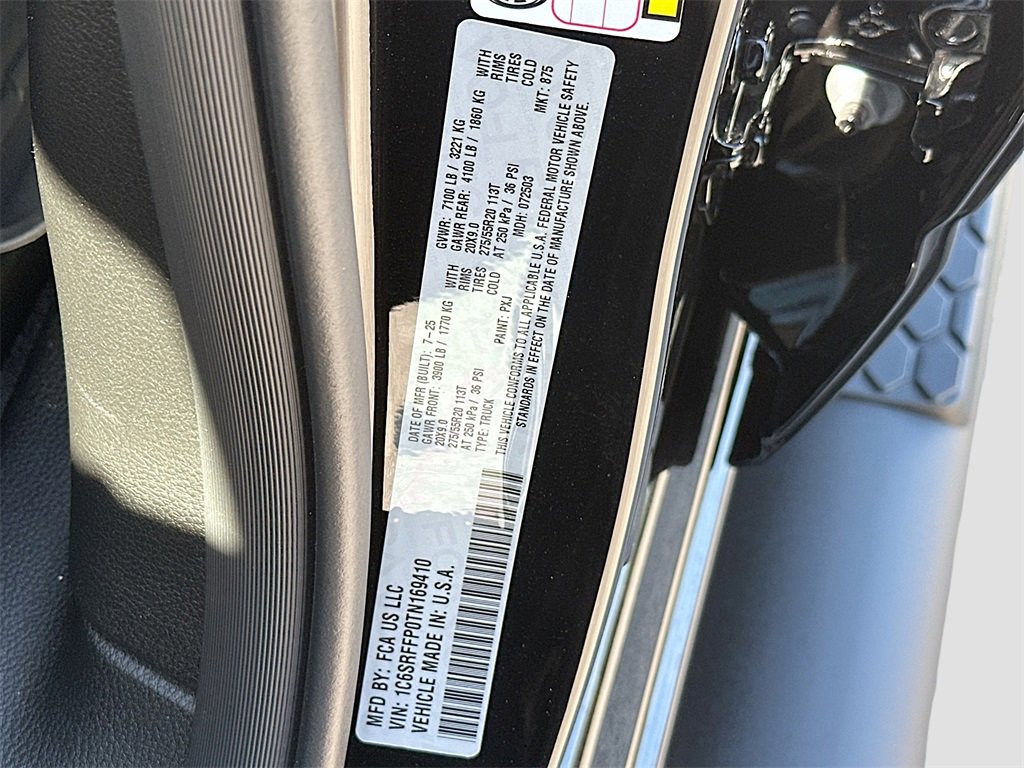 MFD BY: FCA US LLC
VIN: 1C6SRFFP0TN169410
VEHICLE MADE IN: U.S.A.
DATE OF MFR (BUILT): 7-25
GAWR FRONT: 3900 LB / 1770 KG WITH
20X9.0 RIMS
275/55R20 113T TIRES
AT 250 kPa / 36 PSI COLD
TYPE: TRUCK PAINT: PXJ
GVWR: 7100 LB / 3221 KG
GAWR REAR: 4100 LB / 1860 KG WITH
20X9.0 RIMS
275/55R20 113T TIRES
AT 250 kPa / 36 PSI COLD
MDH: 072503 MKT: 875
THIS VEHICLE CONFORMS TO ALL APPLICABLE U.S.A. FEDERAL MOTOR VEHICLE SAFETY
STANDARDS IN EFFECT ON THE DATE OF MANUFACTURE SHOWN ABOVE.